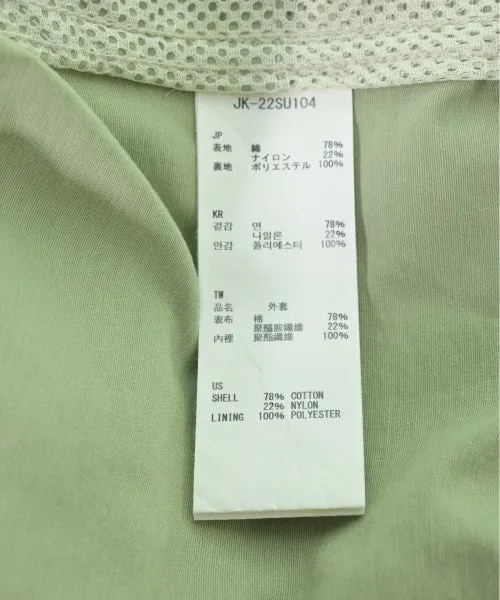 JK-22SU104
JP
表地 綿 78%
ナイロン 22%
裏地 ポリエステル 100%
KR
겉감 면 78%
나일론 22%
안감 폴리에스터 100%
TW
品名 外套
表布 棉 78%
聚醯胺纖維 22%
內裡 聚酯纖維 100%
US
SHELL 78% COTTON
22% NYLON
LINING 100% POLYESTER